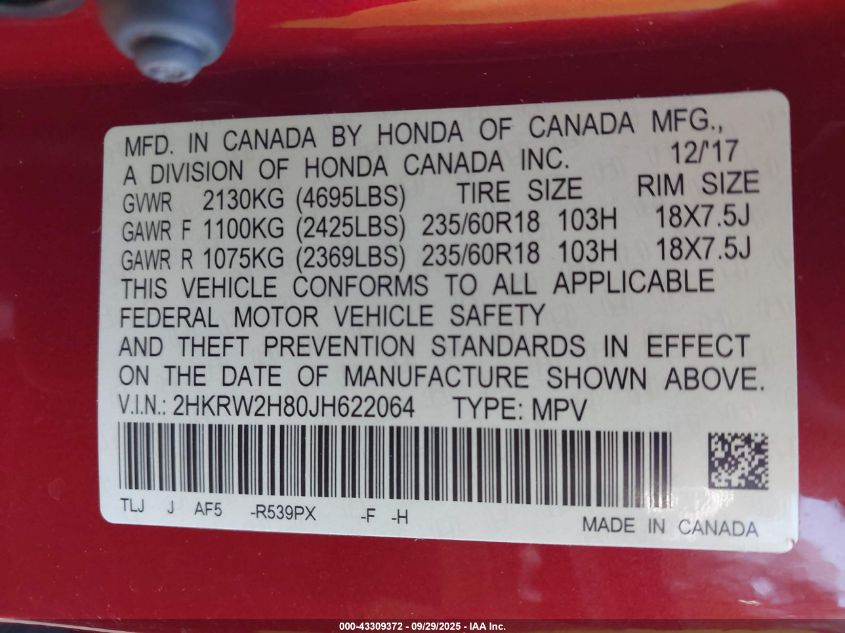 MFD. IN CANADA BY HONDA OF CANADA MFG.,
A DIVISION OF HONDA CANADA INC. 12/'17
GVWR 2130KG (4695LBS) TIRE SIZE RIM SIZE
GAWR F 1100KG (2425LBS) 235/60R18 103H 18X7.5J
GAWR R 1075KG (2369LBS) 235/60R18 103H 18X7.5J
THIS VEHICLE CONFORMS TO ALL APPLICABLE
FEDERAL MOTOR VEHICLE SAFETY
AND THEFT PREVENTION STANDARDS IN EFFECT
ON THE DATE OF MANUFACTURE SHOWN ABOVE.
V.I.N.: 2HKRW2H80JH622064 TYPE: MPV
TLJ J AF5 -R539PX -F -H
MADE IN CANADA
000-43309372 - 09/29/2025 - IAA Inc.